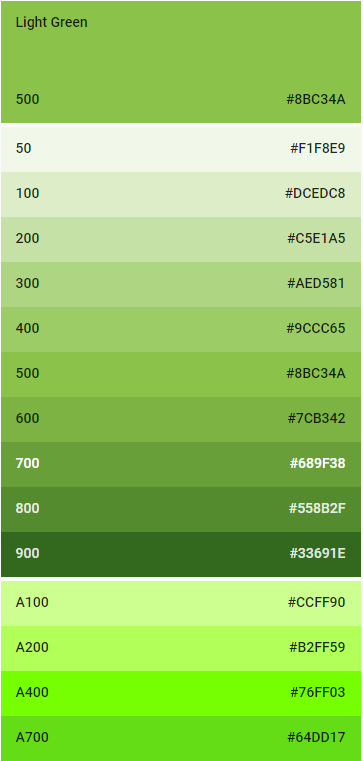 Light Green
500 #8BC34A
50 #F1F8E9
100 #DCEDC8
200 #C5E1A5
300 #AED581
400 #9CCC65
500 #8BC34A
600 #7CB342
700 #689F38
800 #558B2F
900 #33691E
A100 #CCFF90
A200 #B2FF59
A400 #76FF03
A700 #64DD17